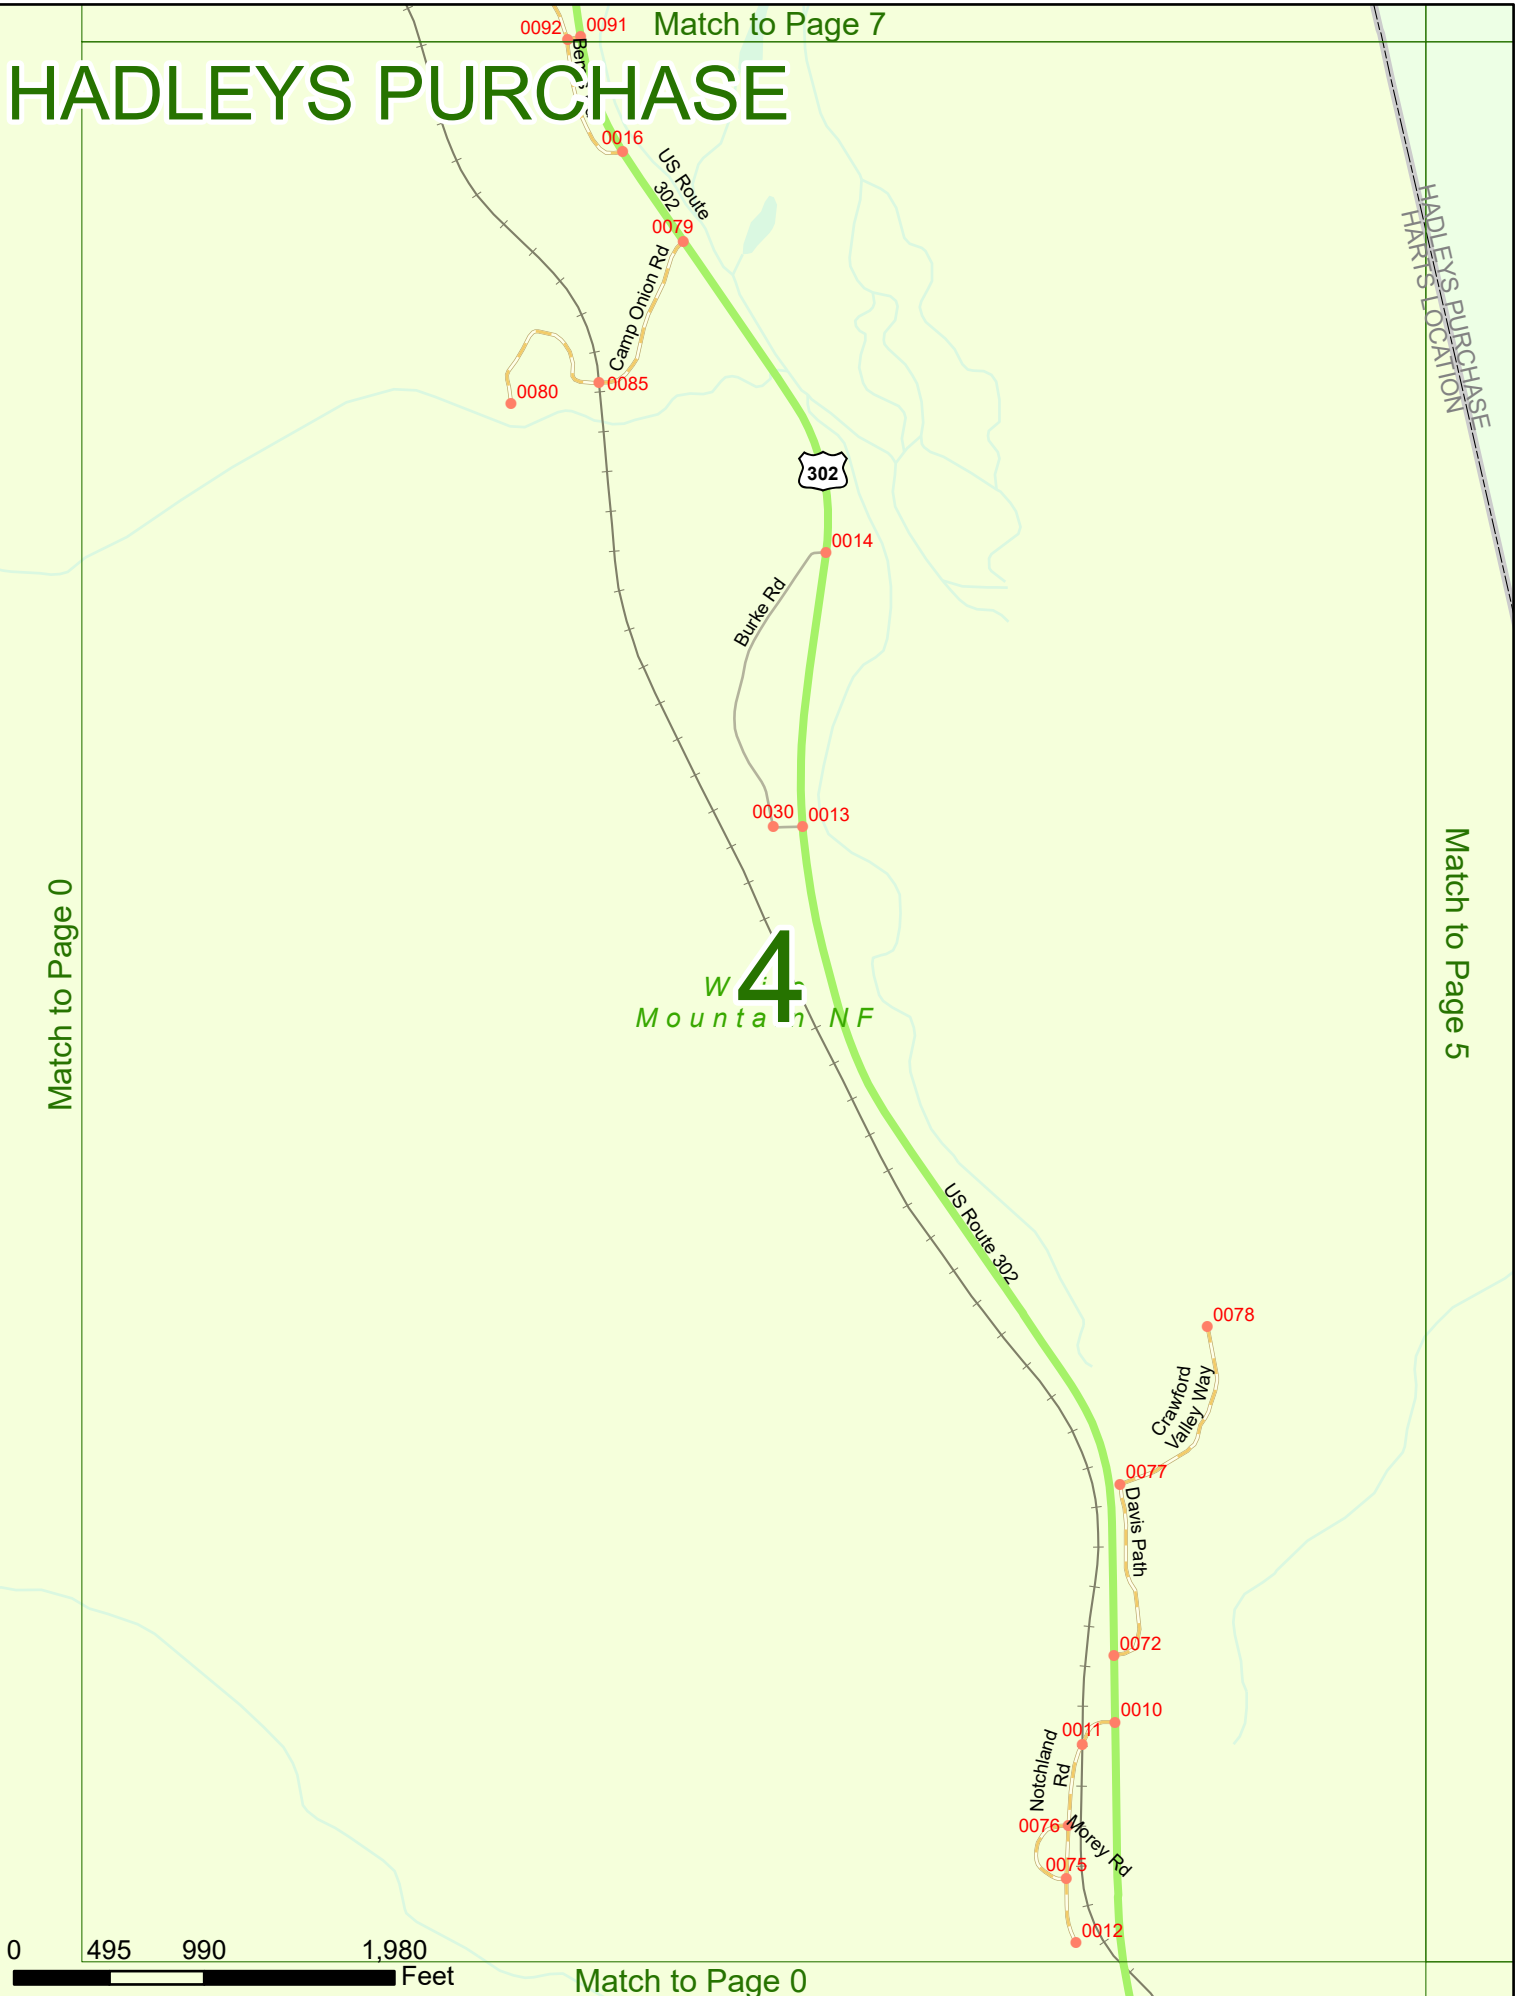 Match to Page 7
0092
0091
HADLEYS PURCHASE
0016
US Route
302
0079
Camp Onion Rd
0085
0080
HADLEYS PURCHASE
HARTS LOCATION
302
0014
Burke Rd
0030
0013
Match to Page 0
4
Mountain NF
Match to Page 5
US Route 302
0078
Crawford
Valley Way
0077
Davis Path
0072
0010
0011
Notchland
Rd
0076
Morey Rd
0075
0012
0 495 990 1,980
Feet
Match to Page 0